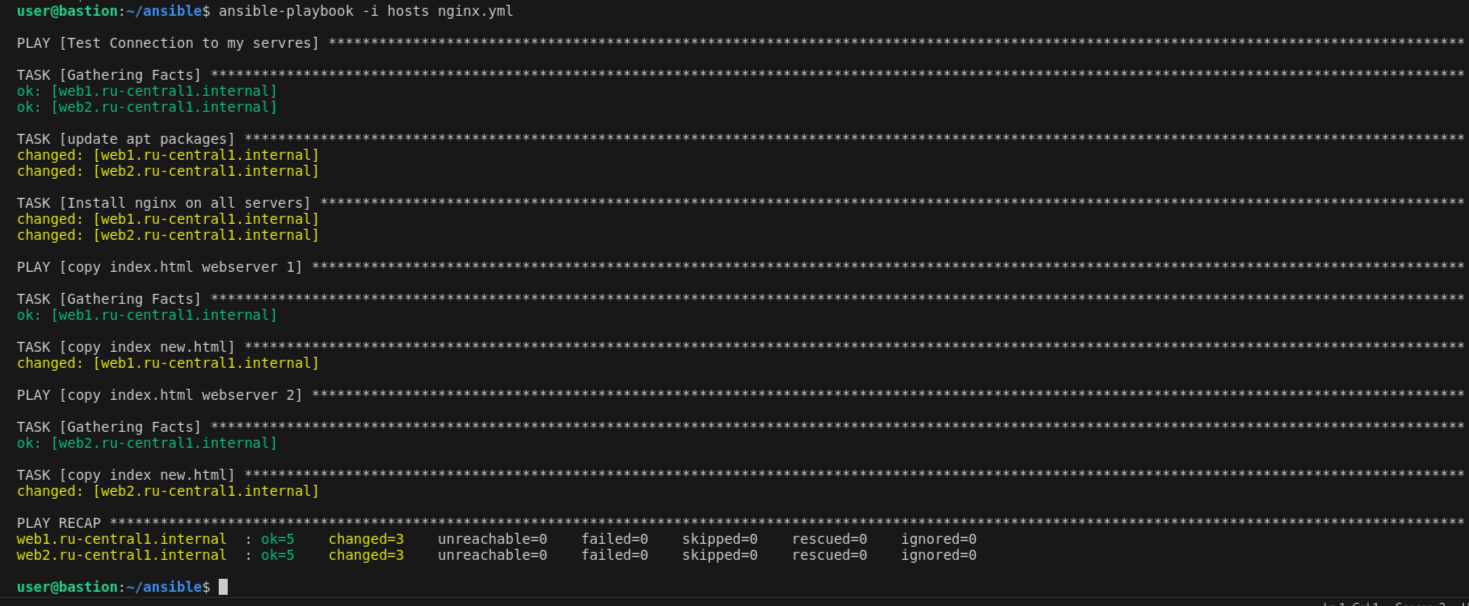 user@bastion:~/ansible$ ansible-playbook -i hosts nginx.yml
PLAY [Test Connection to my servres] ***************************************************************************************************************************************
TASK [Gathering Facts] *****************************************************************************************************************************************************
ok: [web1.ru-central1.internal]
ok: [web2.ru-central1.internal]
TASK [update apt packages] *************************************************************************************************************************************************
changed: [web1.ru-central1.internal]
changed: [web2.ru-central1.internal]
TASK [Install nginx on all servers] ****************************************************************************************************************************************
changed: [web1.ru-central1.internal]
changed: [web2.ru-central1.internal]
PLAY [copy index.html webserver 1] *****************************************************************************************************************************************
TASK [Gathering Facts] *****************************************************************************************************************************************************
ok: [web1.ru-central1.internal]
TASK [copy index new.html] *************************************************************************************************************************************************
changed: [web1.ru-central1.internal]
PLAY [copy index.html webserver 2] *****************************************************************************************************************************************
TASK [Gathering Facts] *****************************************************************************************************************************************************
ok: [web2.ru-central1.internal]
TASK [copy index new.html] *************************************************************************************************************************************************
changed: [web2.ru-central1.internal]
PLAY RECAP *****************************************************************************************************************************************************************
web1.ru-central1.internal  : ok=5    changed=3    unreachable=0    failed=0    skipped=0    rescued=0    ignored=0
web2.ru-central1.internal  : ok=5    changed=3    unreachable=0    failed=0    skipped=0    rescued=0    ignored=0
user@bastion:~/ansible$